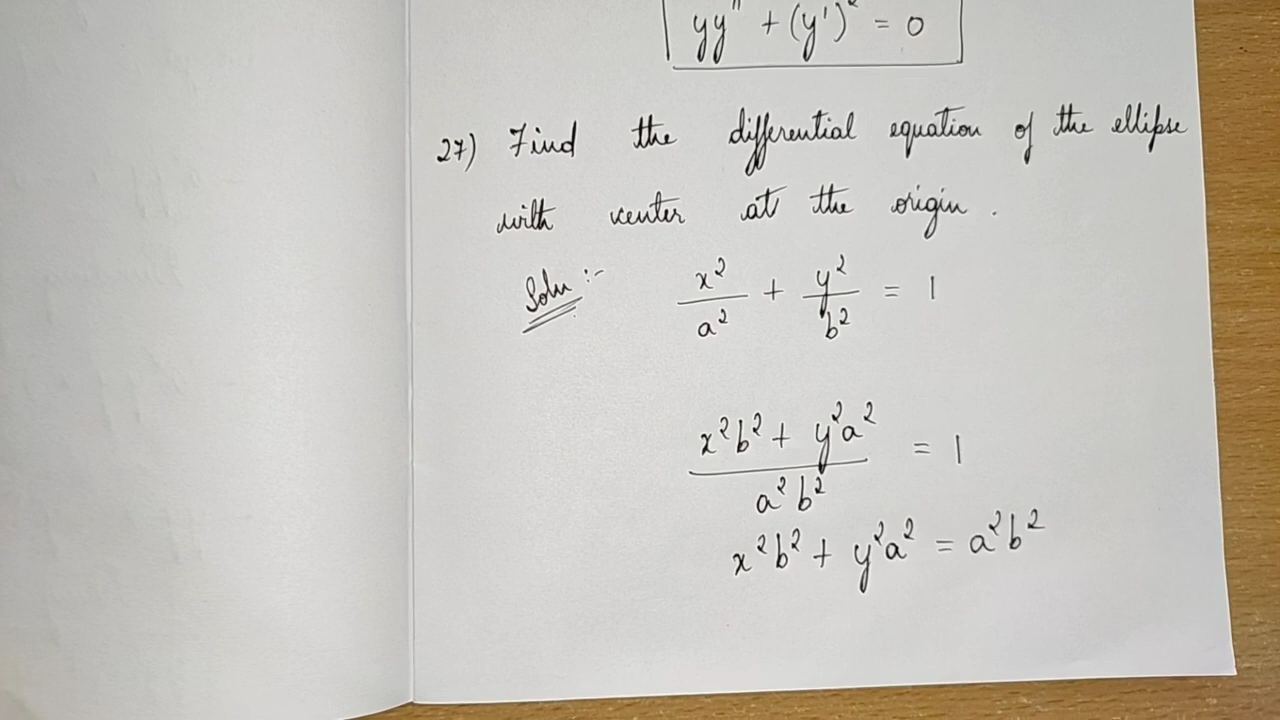 yy" + (y')² = 0
27) Find the differential equation of the ellipse
with center at the origin .
Solu :-
x²/a² + y²/b² = 1
(x²b² + y²a²)/(a²b²) = 1
x²b² + y²a² = a²b²